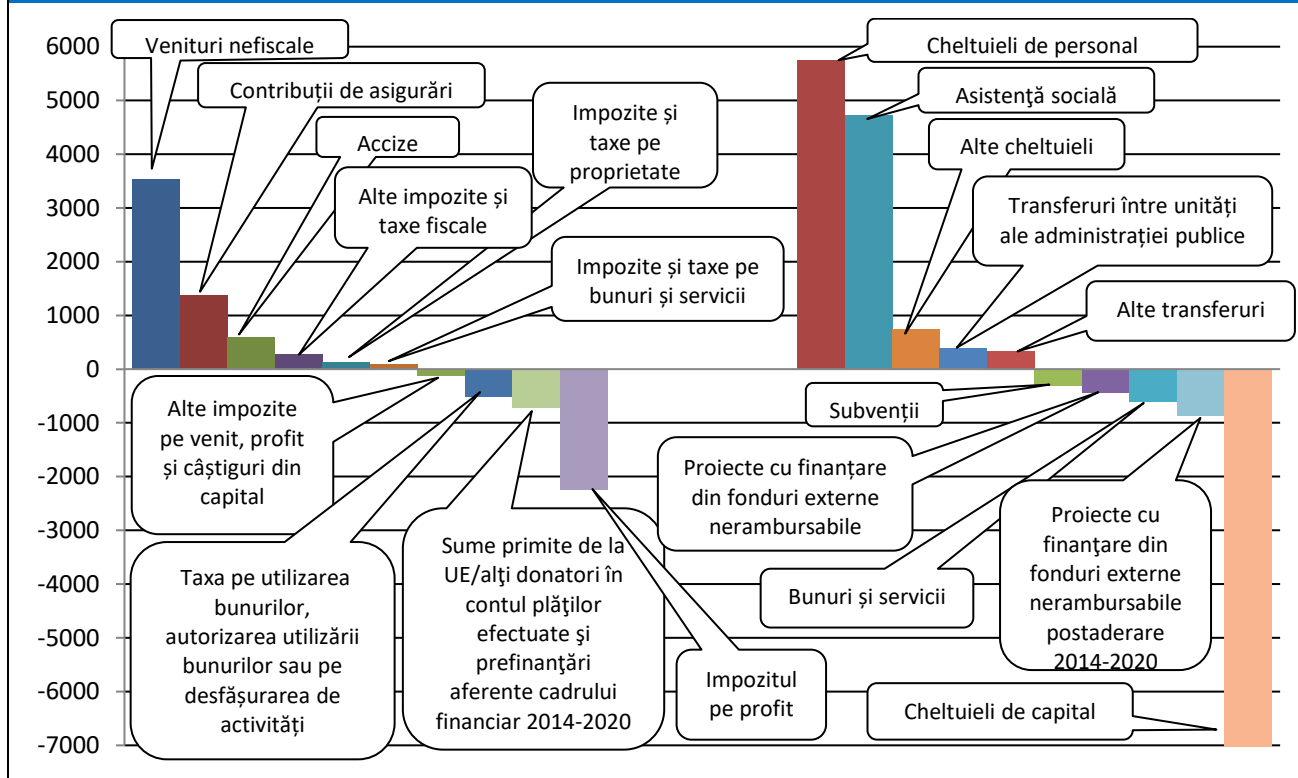 6000
5000
4000
3000
2000
1000
0
-1000
-2000
-3000
-4000
-5000
-6000
-7000
Venituri nefiscale
Contribuții de asigurări
Accize
Alte impozite și
taxe fiscale
Impozite și
taxe pe
proprietate
Impozite și taxe pe
bunuri și servicii
Alte impozite
pe venit, profit
și câștiguri din
capital
Taxa pe utilizarea
bunurilor,
autorizarea utilizării
bunurilor sau pe
desfășurarea de
activități
Sume primite de la
UE/alţi donatori în
contul plăţilor
efectuate şi
prefinanţări
aferente cadrului
financiar 2014-2020
Impozitul
pe profit
Cheltuieli de personal
Asistenţă socială
Alte cheltuieli
Transferuri între unități
ale administrației publice
Alte transferuri
Subvenții
Proiecte cu finanțare
din fonduri externe
nerambursabile
Bunuri și servicii
Proiecte cu
finanţare din
fonduri externe
nerambursabile
postaderare
2014-2020
Cheltuieli de capital